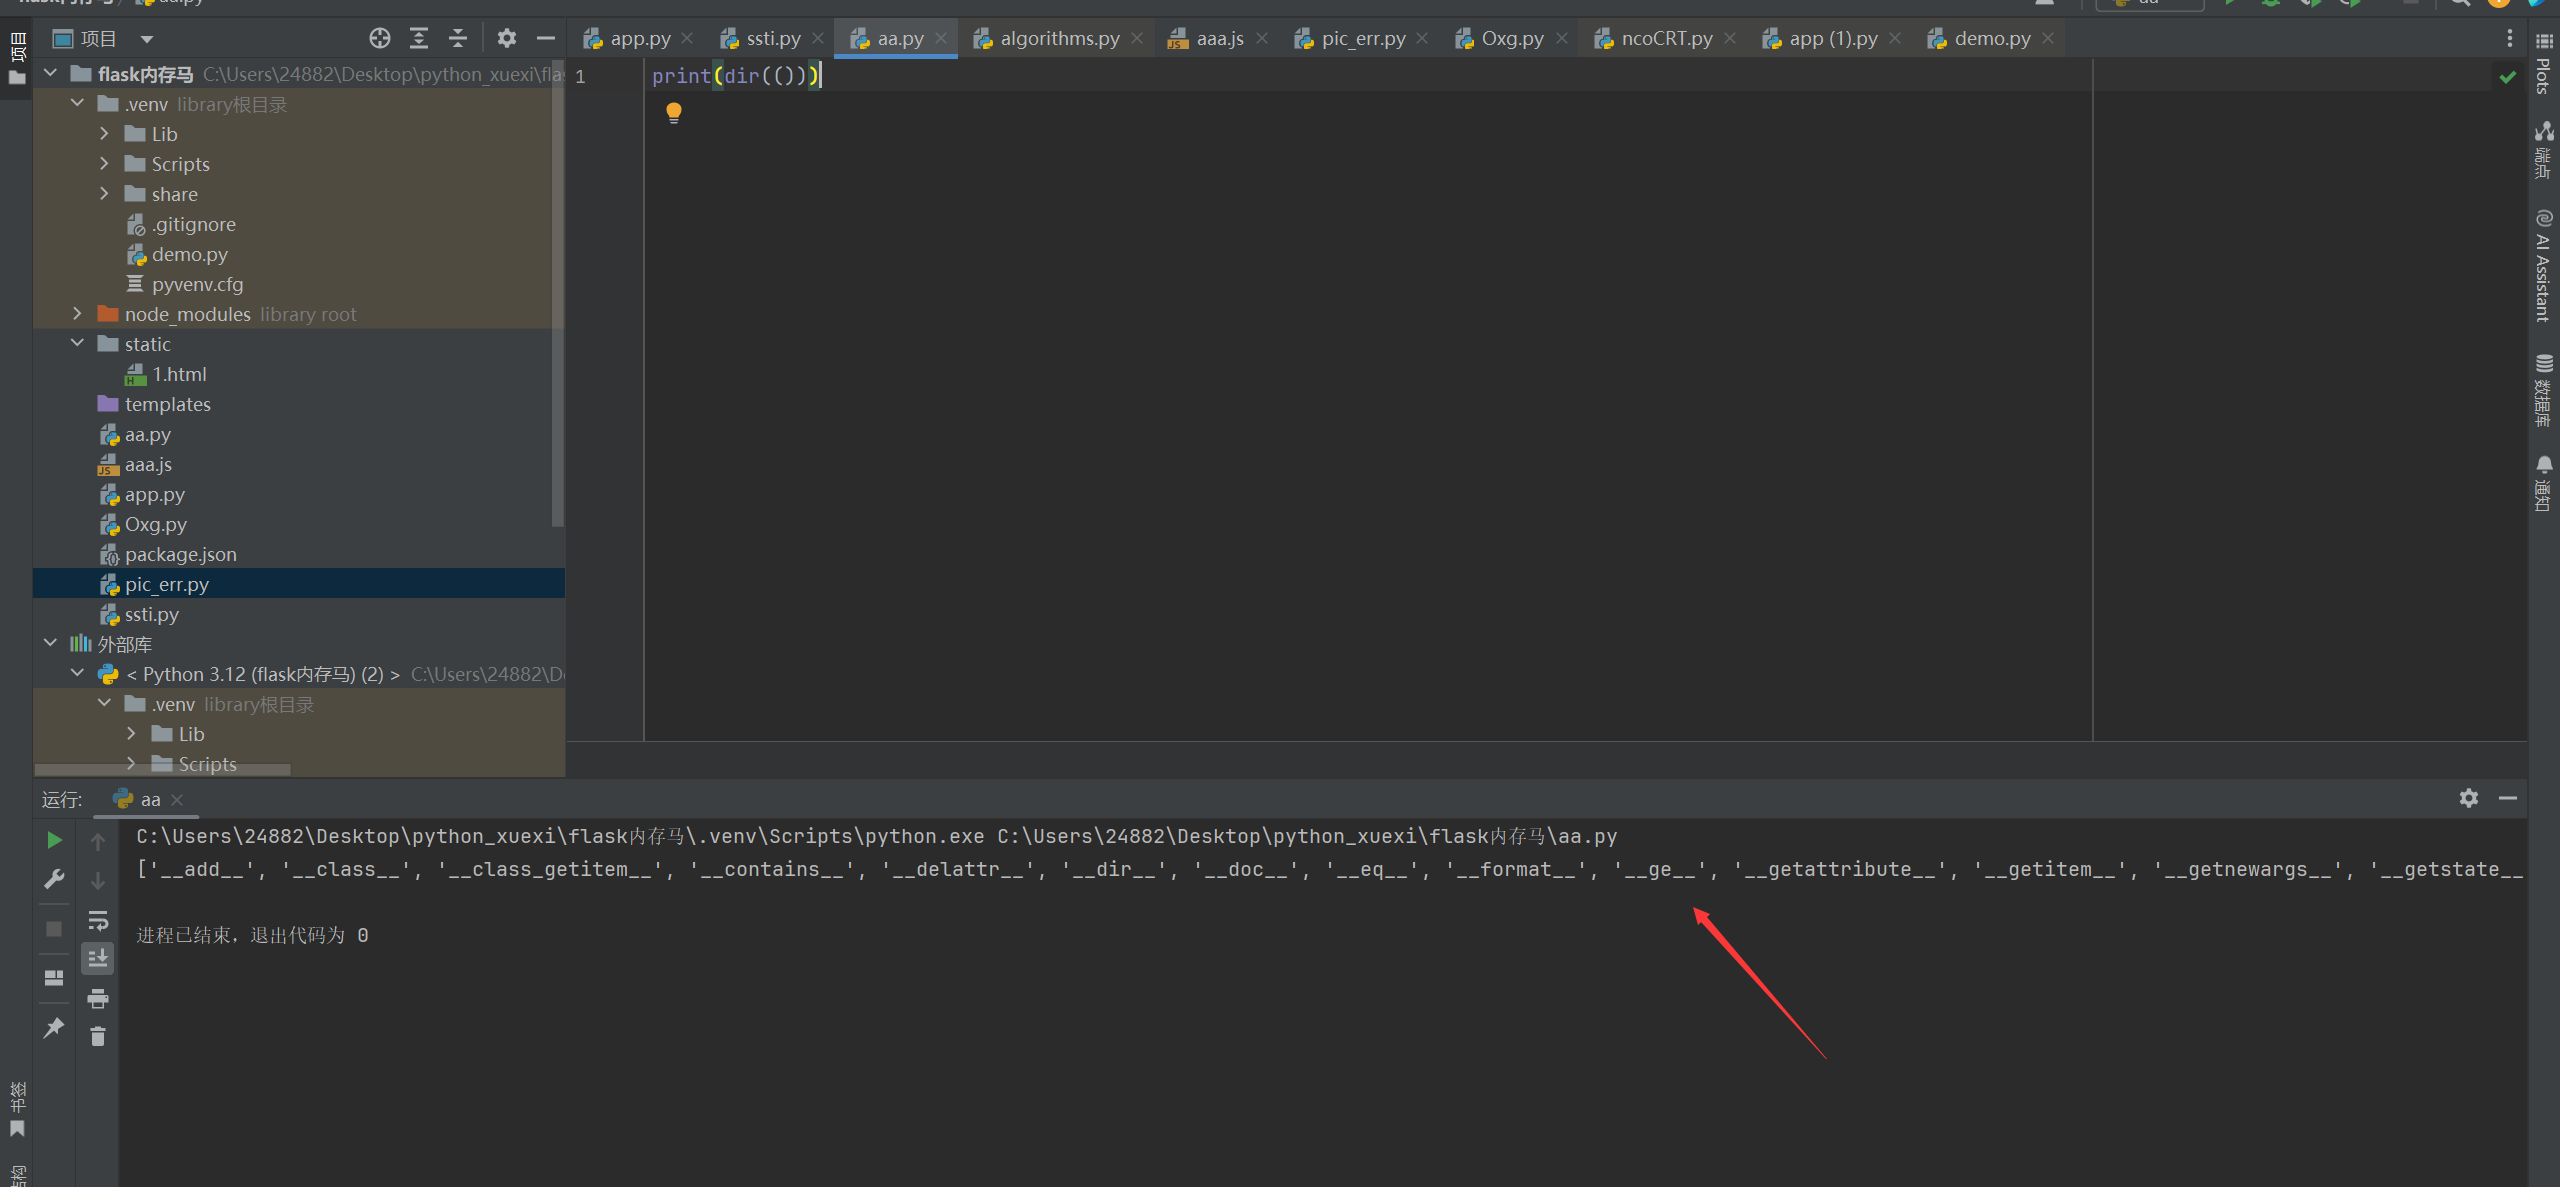 aa
项目
项目
flask内存马 C:\Users\24882\Desktop\python_xuexi\fla
.venv library根目录
Lib
Scripts
share
.gitignore
demo.py
pyvenv.cfg
node_modules library root
static
1.html
templates
aa.py
aaa.js
app.py
Oxg.py
package.json
pic_err.py
ssti.py
外部库
< Python 3.12 (flask内存马) (2) > C:\Users\24882\D
.venv library根目录
Lib
Scripts
app.py ssti.py aa.py algorithms.py aaa.js pic_err.py Oxg.py ncoCRT.py app (1).py demo.py
1 print(dir(()))
Plots
端点
AI Assistant
数据库
通知
运行: aa
C:\Users\24882\Desktop\python_xuexi\flask内存马\.venv\Scripts\python.exe C:\Users\24882\Desktop\python_xuexi\flask内存马\aa.py
['__add__', '__class__', '__class_getitem__', '__contains__', '__delattr__', '__dir__', '__doc__', '__eq__', '__format__', '__ge__', '__getattribute__', '__getitem__', '__getnewargs__', '__getstate__
进程已结束，退出代码为 0
书签
结构